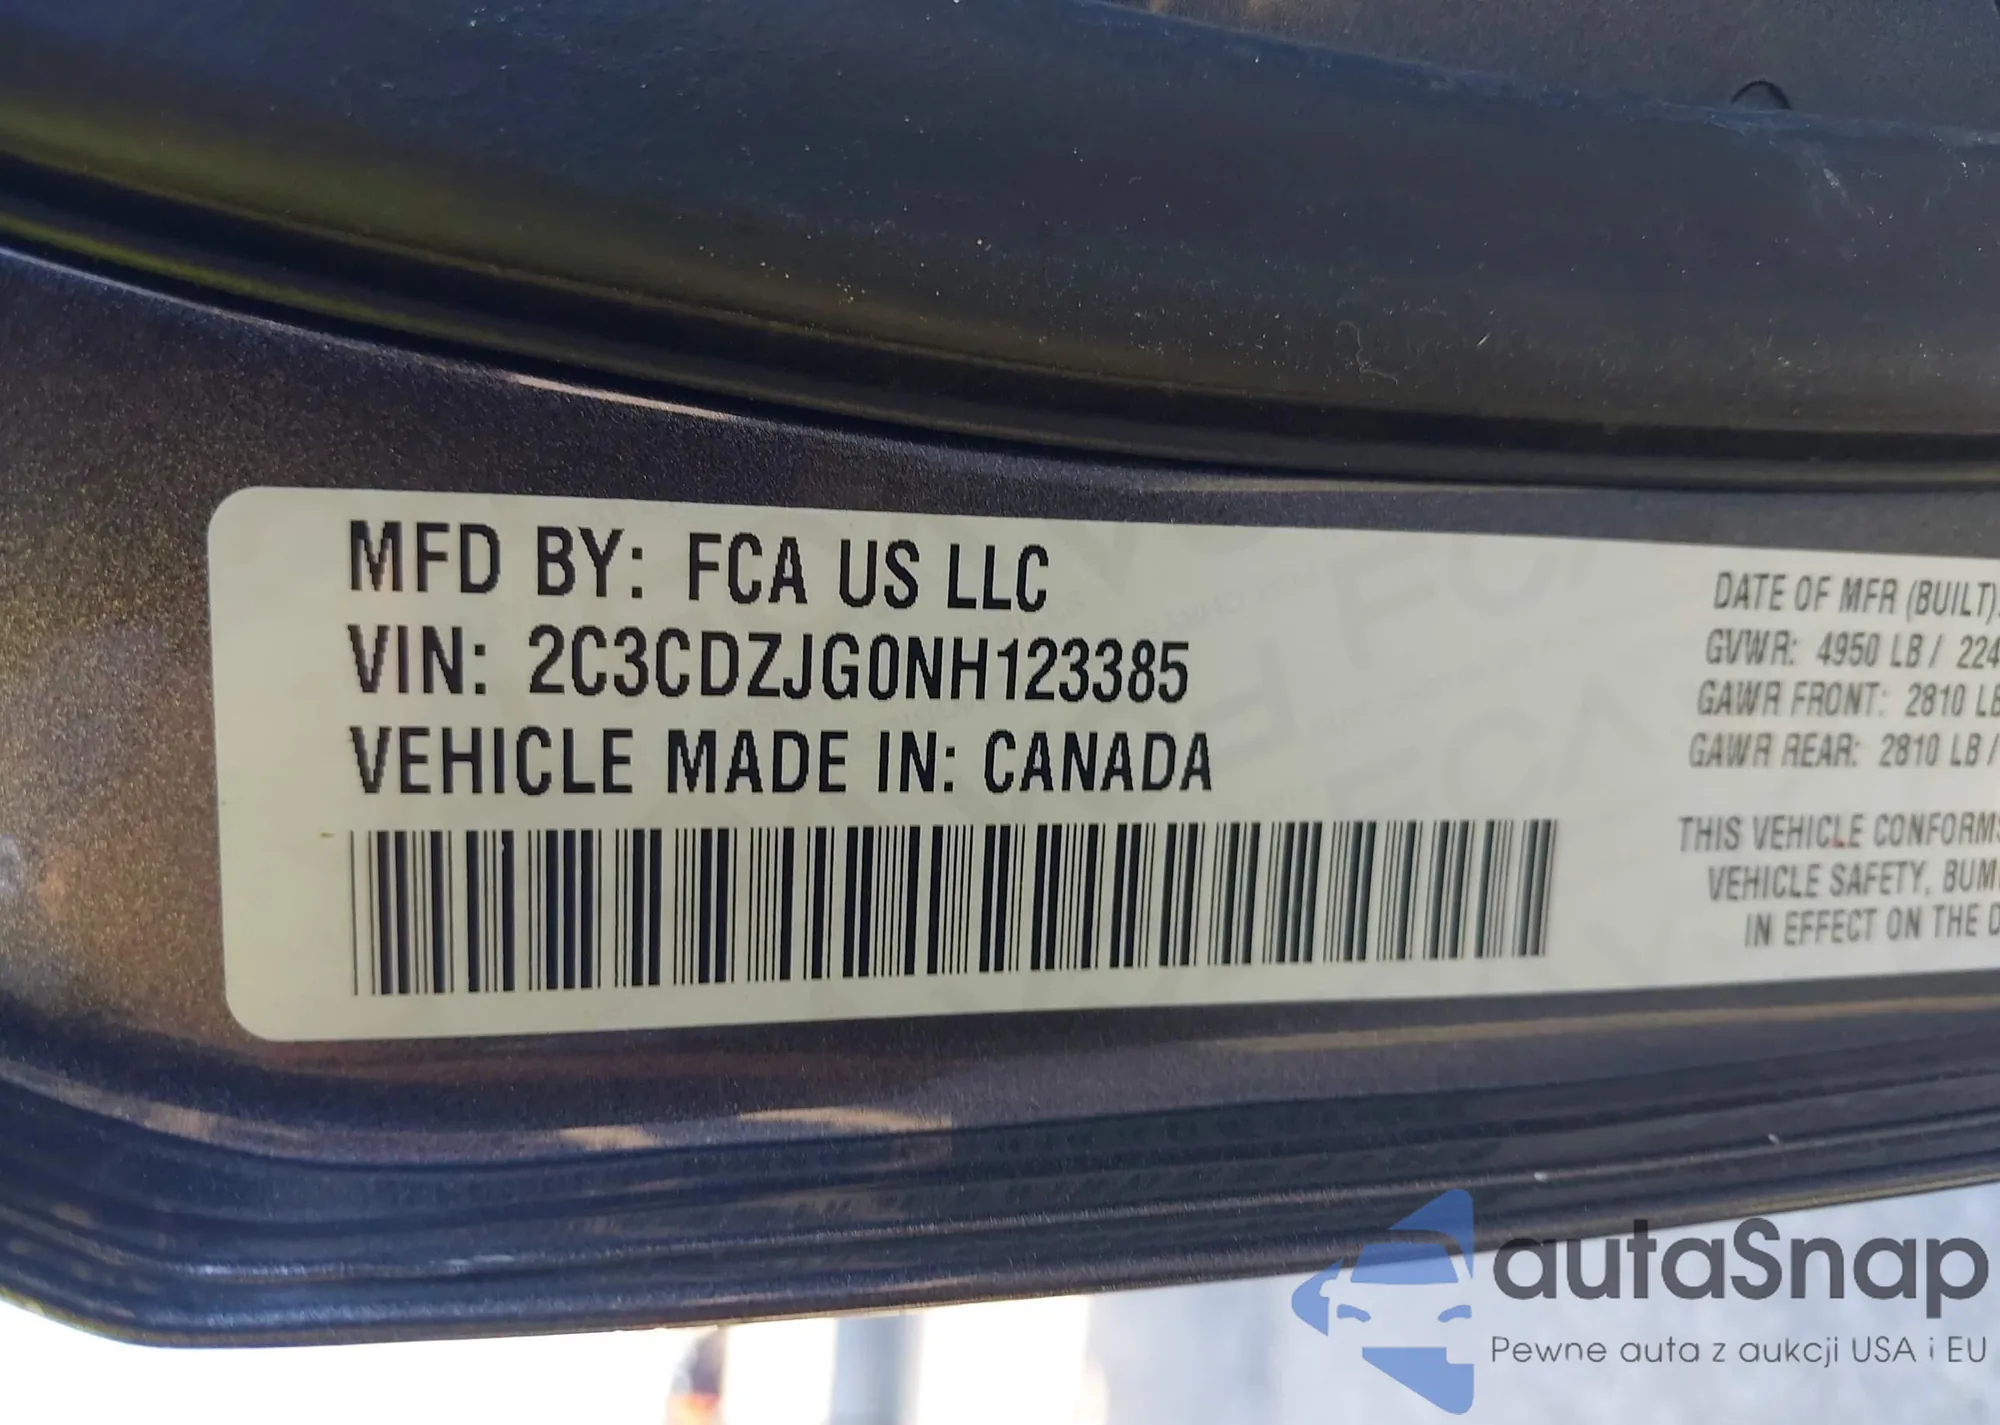 MFD BY: FCA US LLC
VIN: 2C3CDZJG0NH123385
VEHICLE MADE IN: CANADA
DATE OF MFR (BUILT):
GVWR: 4950 LB / 224
GAWR FRONT: 2810 LB
GAWR REAR: 2810 LB /
THIS VEHICLE CONFORMS
VEHICLE SAFETY, BUM
IN EFFECT ON THE D
autaSnap
Pewne auta z aukcji USA i EU